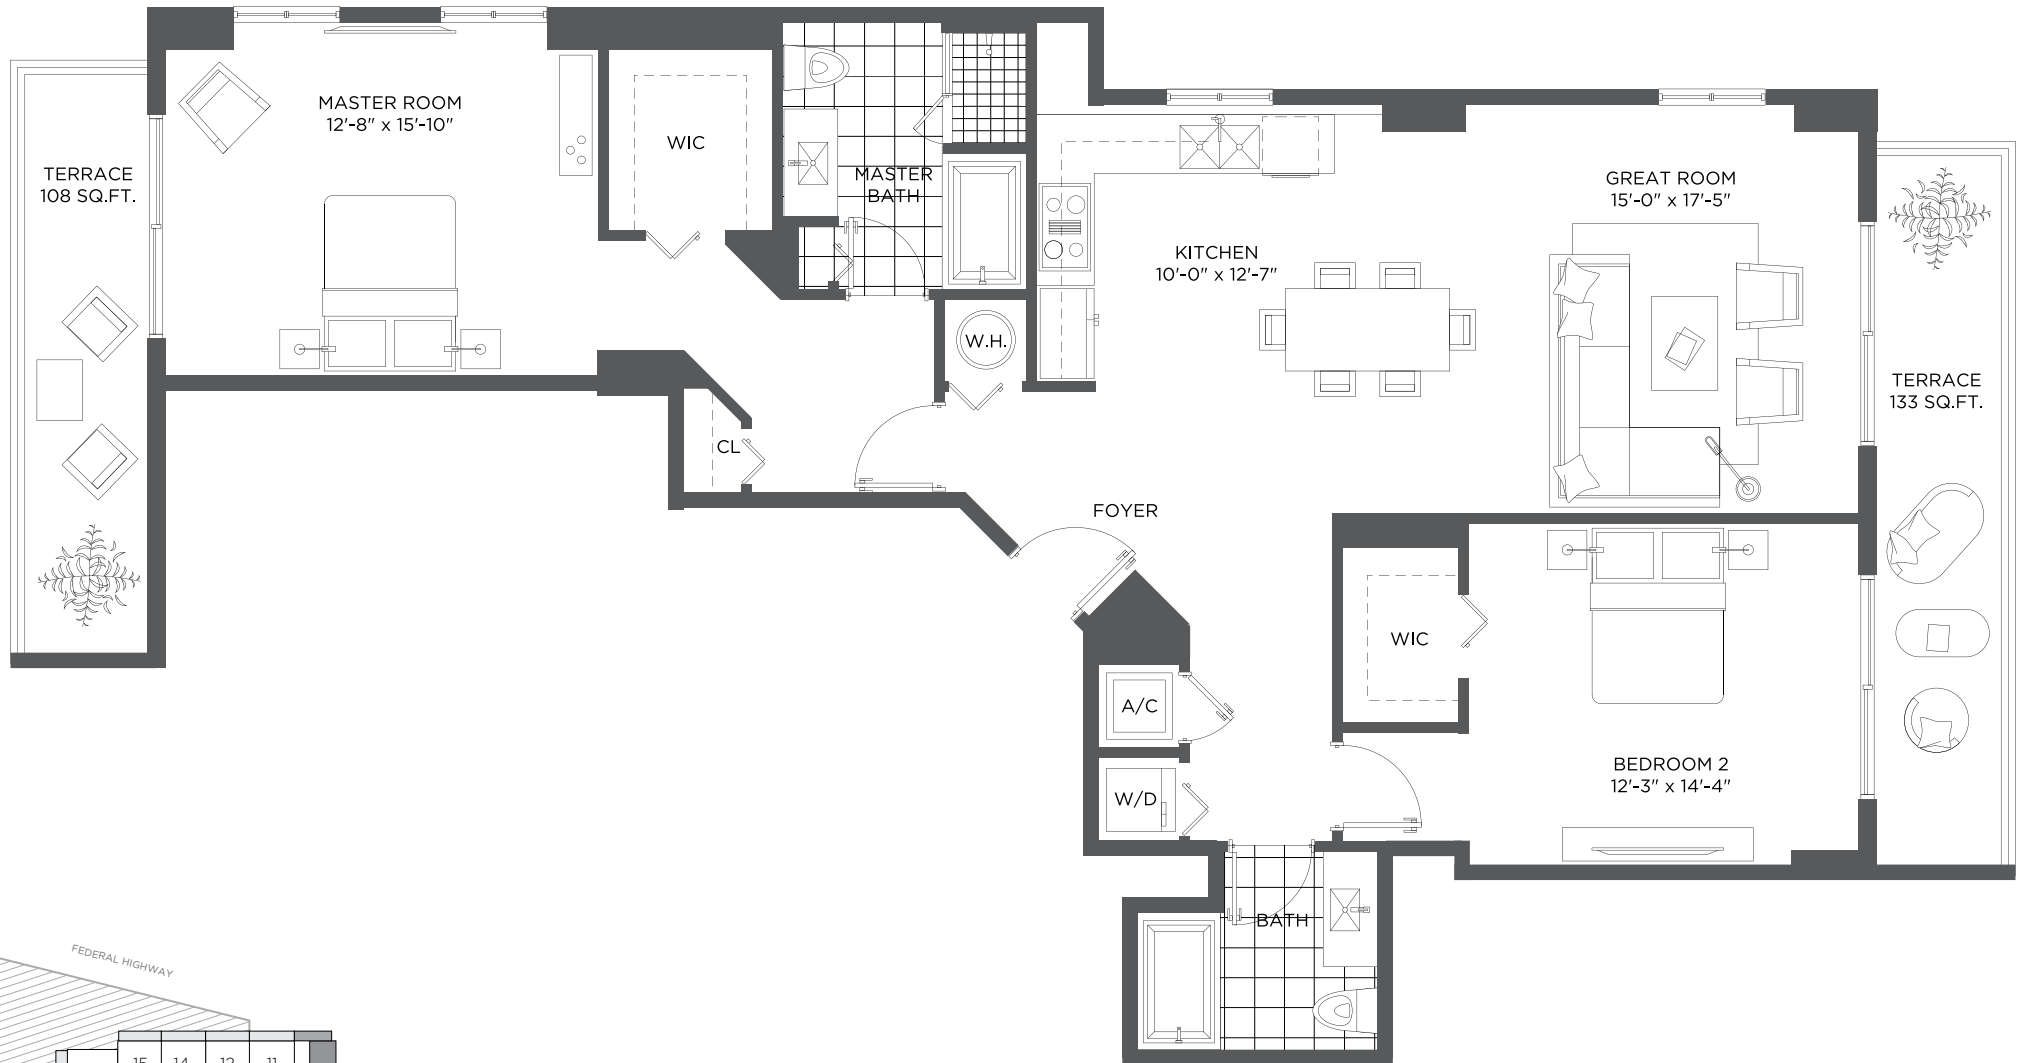 MASTER ROOM
12'-8" x 15'-10"
TERRACE
108 SQ.FT.
WIC
MASTER
BATH
GREAT ROOM
15'-0" x 17'-5"
KITCHEN
10'-0" x 12'-7"
W.H.
TERRACE
133 SQ.FT.
CL
FOYER
WIC
A/C
W/D
BEDROOM 2
12'-3" x 14'-4"
BATH
FEDERAL HIGHWAY
15 14 12 11